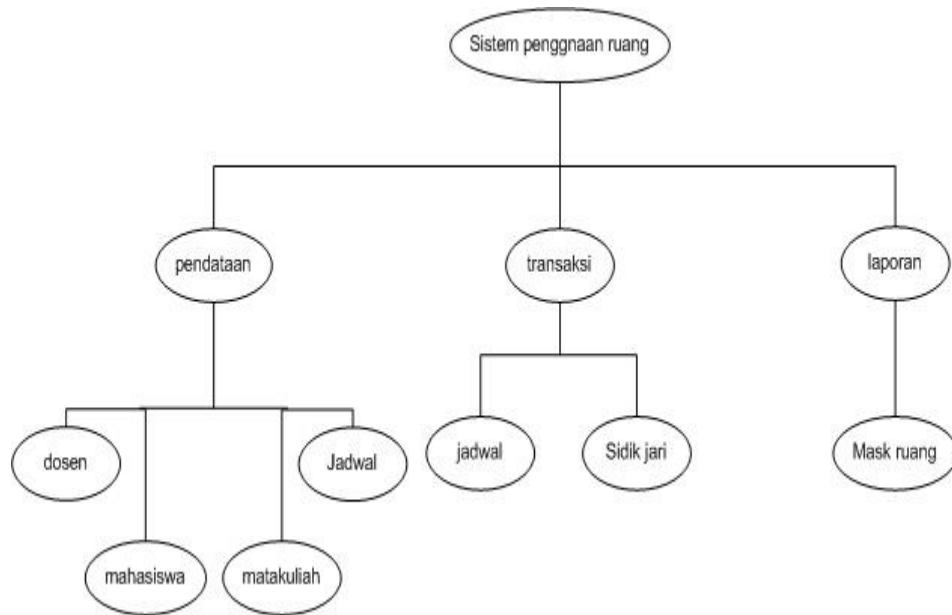 Sistem penggnaan ruang
pendataan
transaksi
laporan
dosen
Jadwal
jadwal
Sidik jari
Mask ruang
mahasiswa
matakuliah